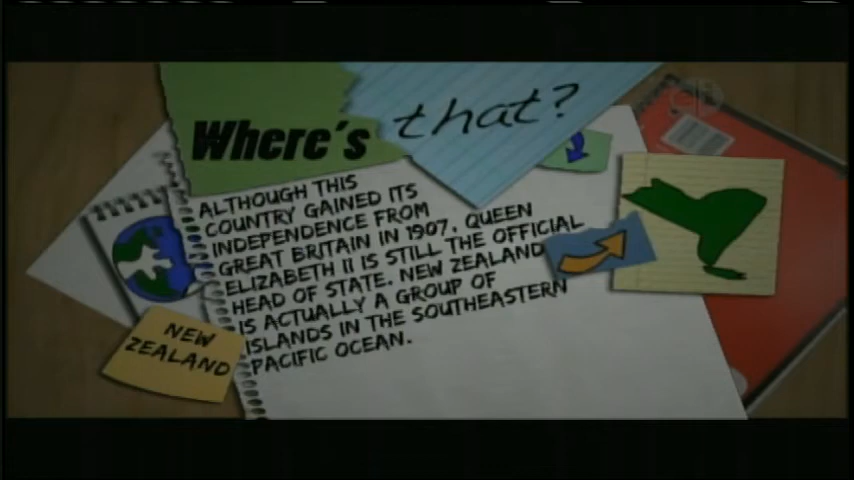 Where's that?
ALTHOUGH THIS
COUNTRY GAINED ITS
INDEPENDENCE FROM
GREAT BRITAIN IN 1907, QUEEN
ELIZABETH II IS STILL THE OFFICIAL
HEAD OF STATE. NEW ZEALAND
IS ACTUALLY A GROUP OF
ISLANDS IN THE SOUTHEASTERN
PACIFIC OCEAN.
NEW
ZEALAND